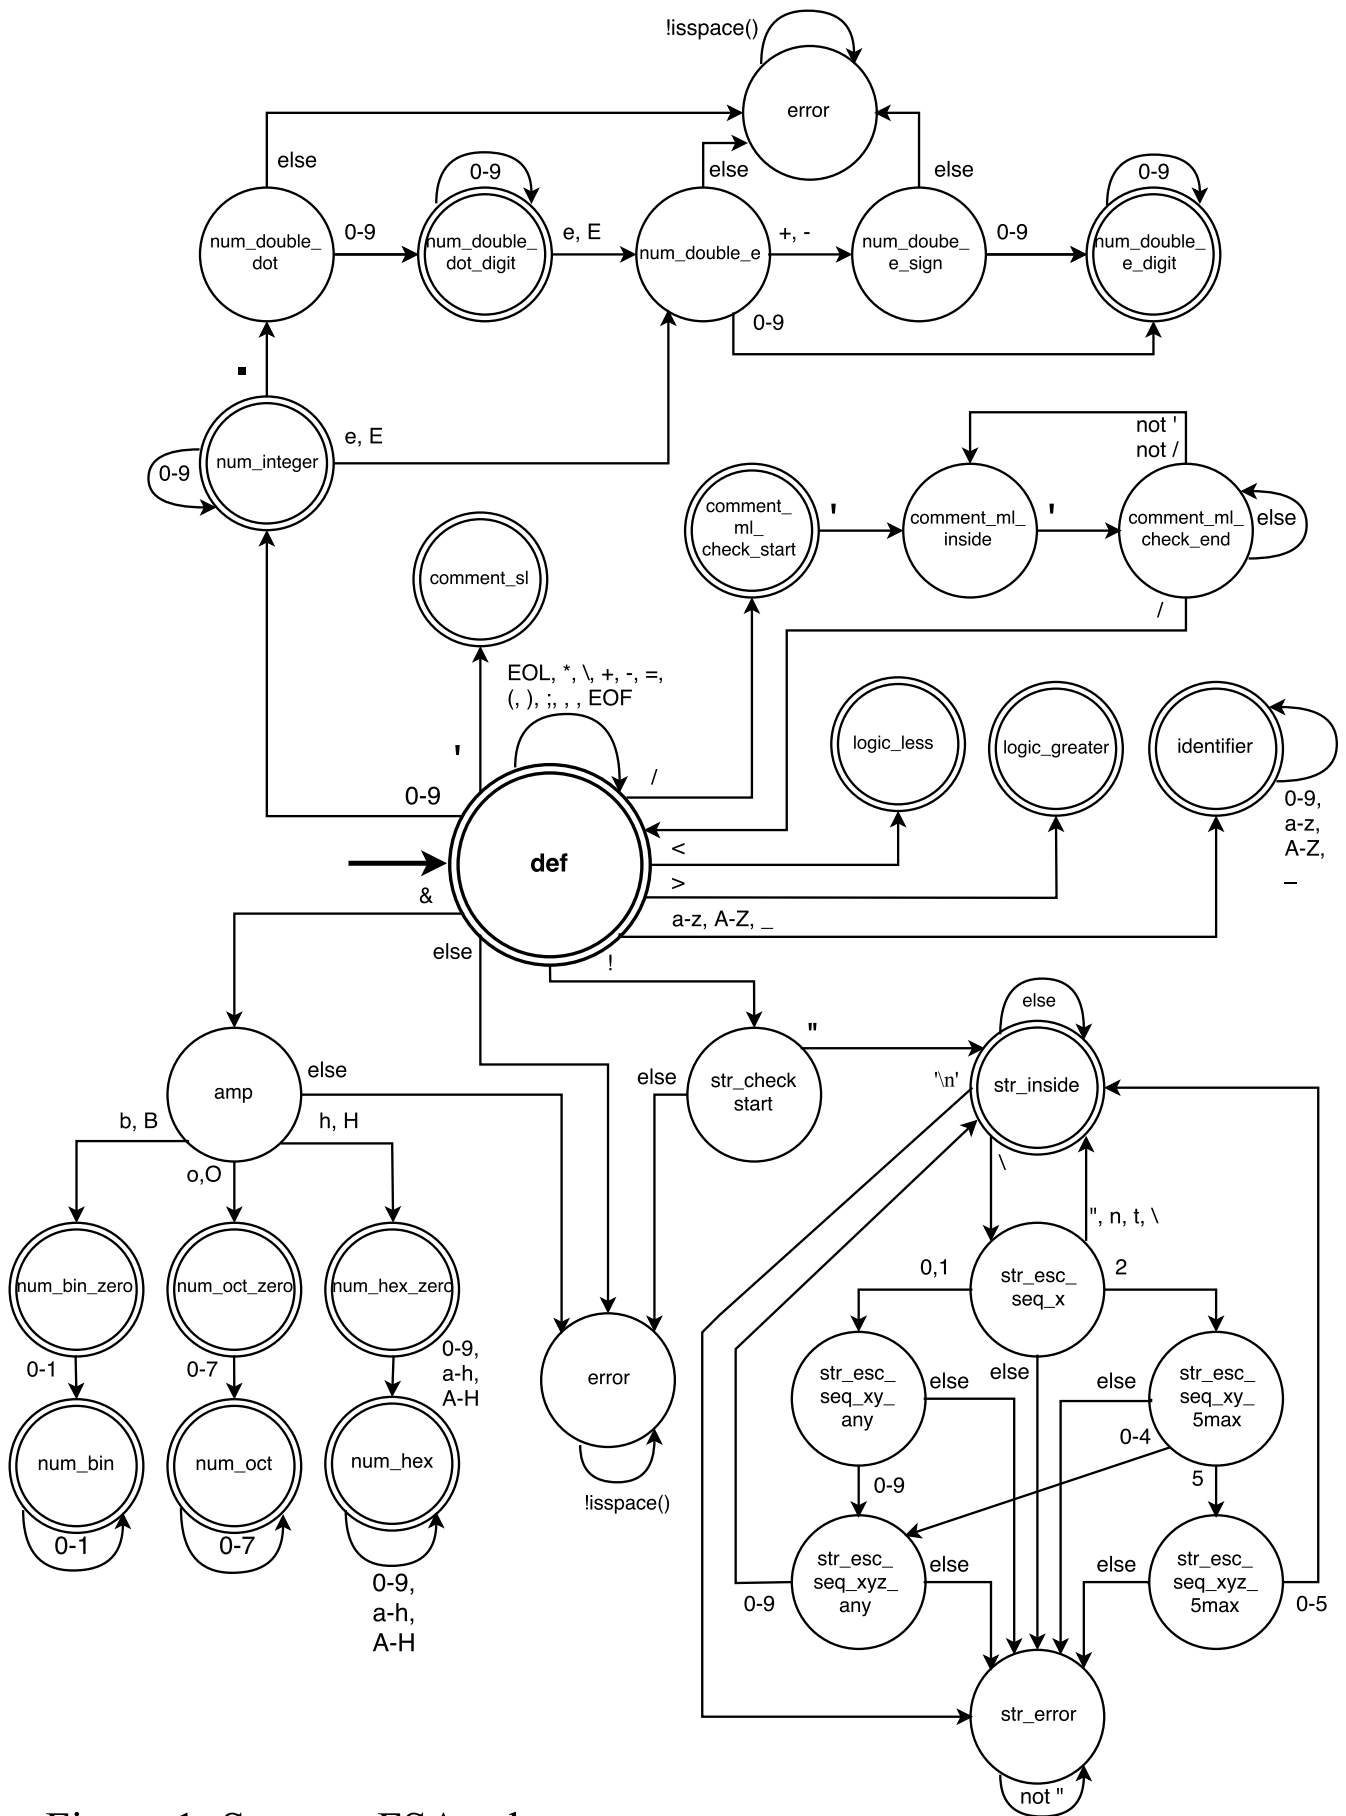 !isspace()
error
else
0-9
else
else
0-9
num_double_
dot
0-9
num_double_
dot_digit
e, E
num_double_e
+, -
num_doube_
e_sign
0-9
num_double_
e_digit
0-9
.
num_integer
0-9
e, E
not '
not /
comment_
ml_
check_start
'
comment_ml_
inside
'
comment_ml_
check_end
else
comment_sl
/
EOL, *, \, +, -, =,
(, ), ;, , , EOF
'
/
0-9
logic_less
logic_greater
identifier
0-9,
a-z,
A-Z,
_
def
<
>
a-z, A-Z, _
&
else
!
amp
else
b, B
o,O
h, H
str_check
start
"
else
else
'\n'
str_inside
\
", n, t, \
num_bin_zero
num_oct_zero
num_hex_zero
0-1
0-7
0-9,
a-h,
A-H
num_bin
num_oct
num_hex
0-1
0-7
0-9,
a-h,
A-H
error
!isspace()
0,1
str_esc_
seq_x
2
else
str_esc_
seq_xy_
any
else
else
str_esc_
seq_xy_
5max
0-4
0-9
5
str_esc_
seq_xyz_
any
else
0-9
else
str_esc_
seq_xyz_
5max
0-5
str_error
not "